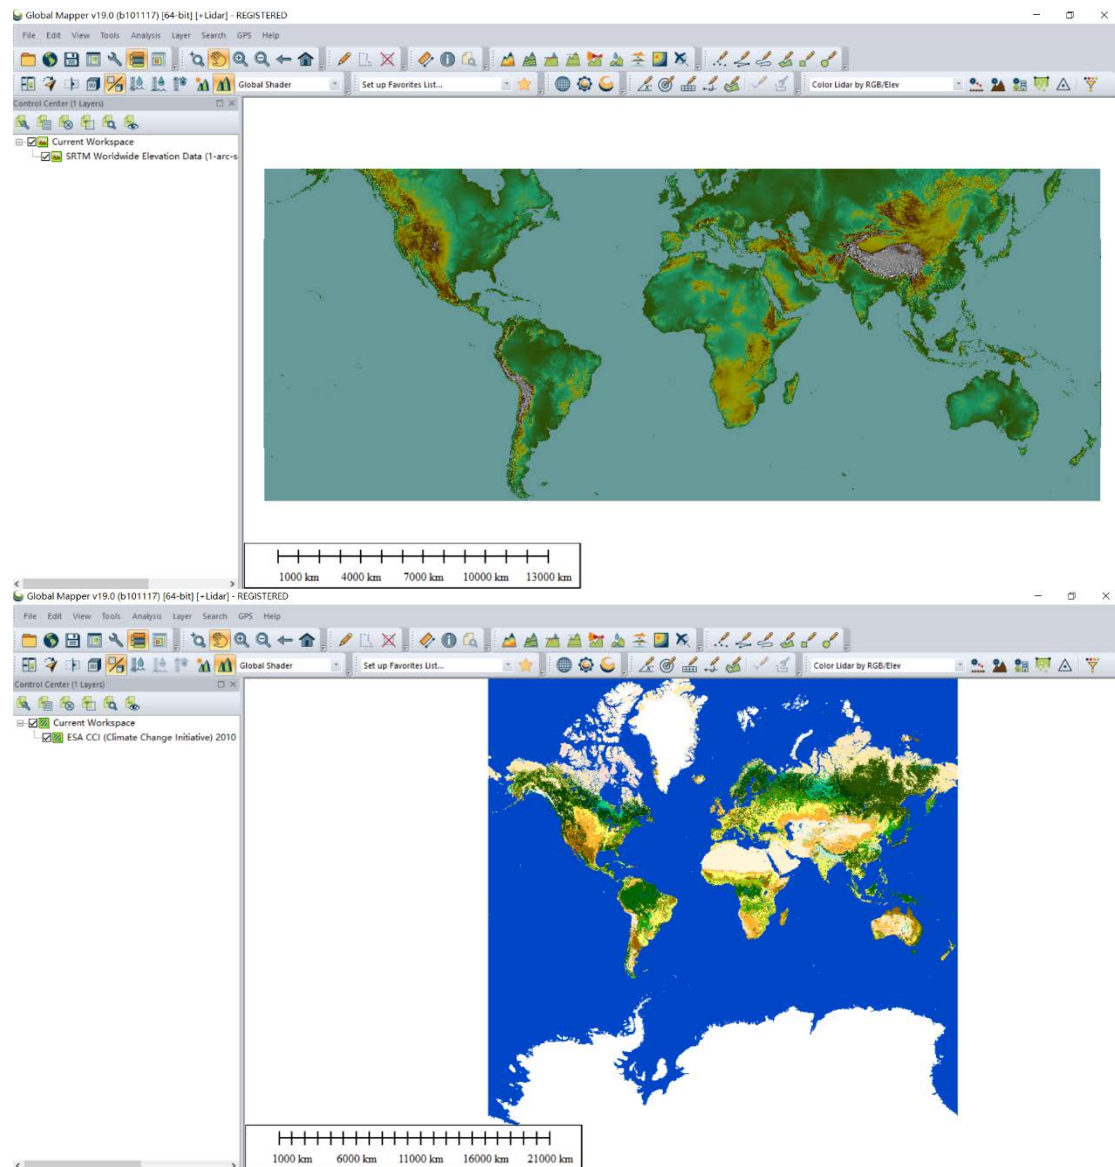 Global Mapper v19.0 (b101117) [64-bit] [+Lidar] - REGISTERED
File Edit View Tools Analysis Layer Search GPS Help
Global Shader Set up Favorites List... Color Lidar by RGB/Elev
Control Center (1 Layers)
Current Workspace
SRTM Worldwide Elevation Data (1-arc-s
1000 km 4000 km 7000 km 10000 km 13000 km
Global Mapper v19.0 (b101117) [64-bit] [+Lidar] - REGISTERED
File Edit View Tools Analysis Layer Search GPS Help
Global Shader Set up Favorites List... Color Lidar by RGB/Elev
Control Center (1 Layers)
Current Workspace
ESA CCI (Climate Change Initiative) 2010
1000 km 6000 km 11000 km 16000 km 21000 km